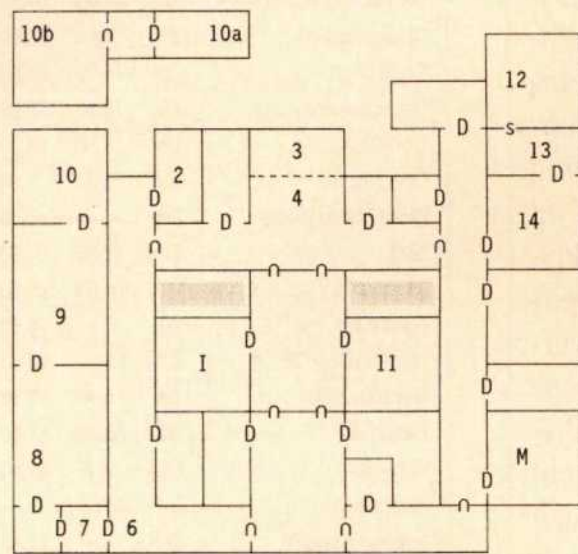 10b ∩ D 10a
12
D -s-
3 13
10 2 D
D 4
D D D 14
∩ ∩ D
∩ ∩
D
9 D D
D I 11 D
∩ ∩
D D D D
8 M
D
D D ∩
D 7 D 6
∩ ∩